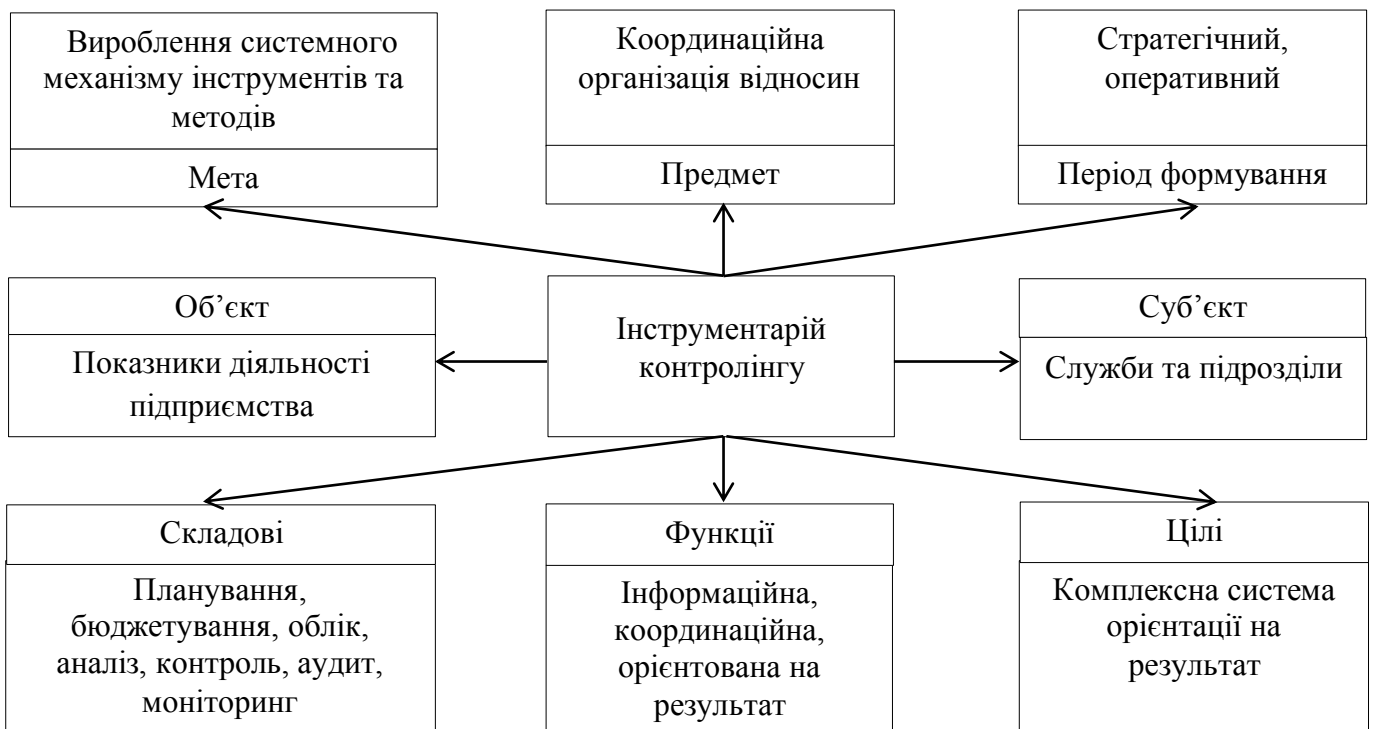 Вироблення системного
механізму інструментів та
методів
Мета
Координаційна
організація відносин
Предмет
Стратегічний,
оперативний
Період формування
Об’єкт
Показники діяльності
підприємства
Інструментарій
контролінгу
Суб’єкт
Служби та підрозділи
Складові
Планування,
бюджетування, облік,
аналіз, контроль, аудит,
моніторинг
Функції
Інформаційна,
координаційна,
орієнтована на
результат
Цілі
Комплексна система
орієнтації на
результат